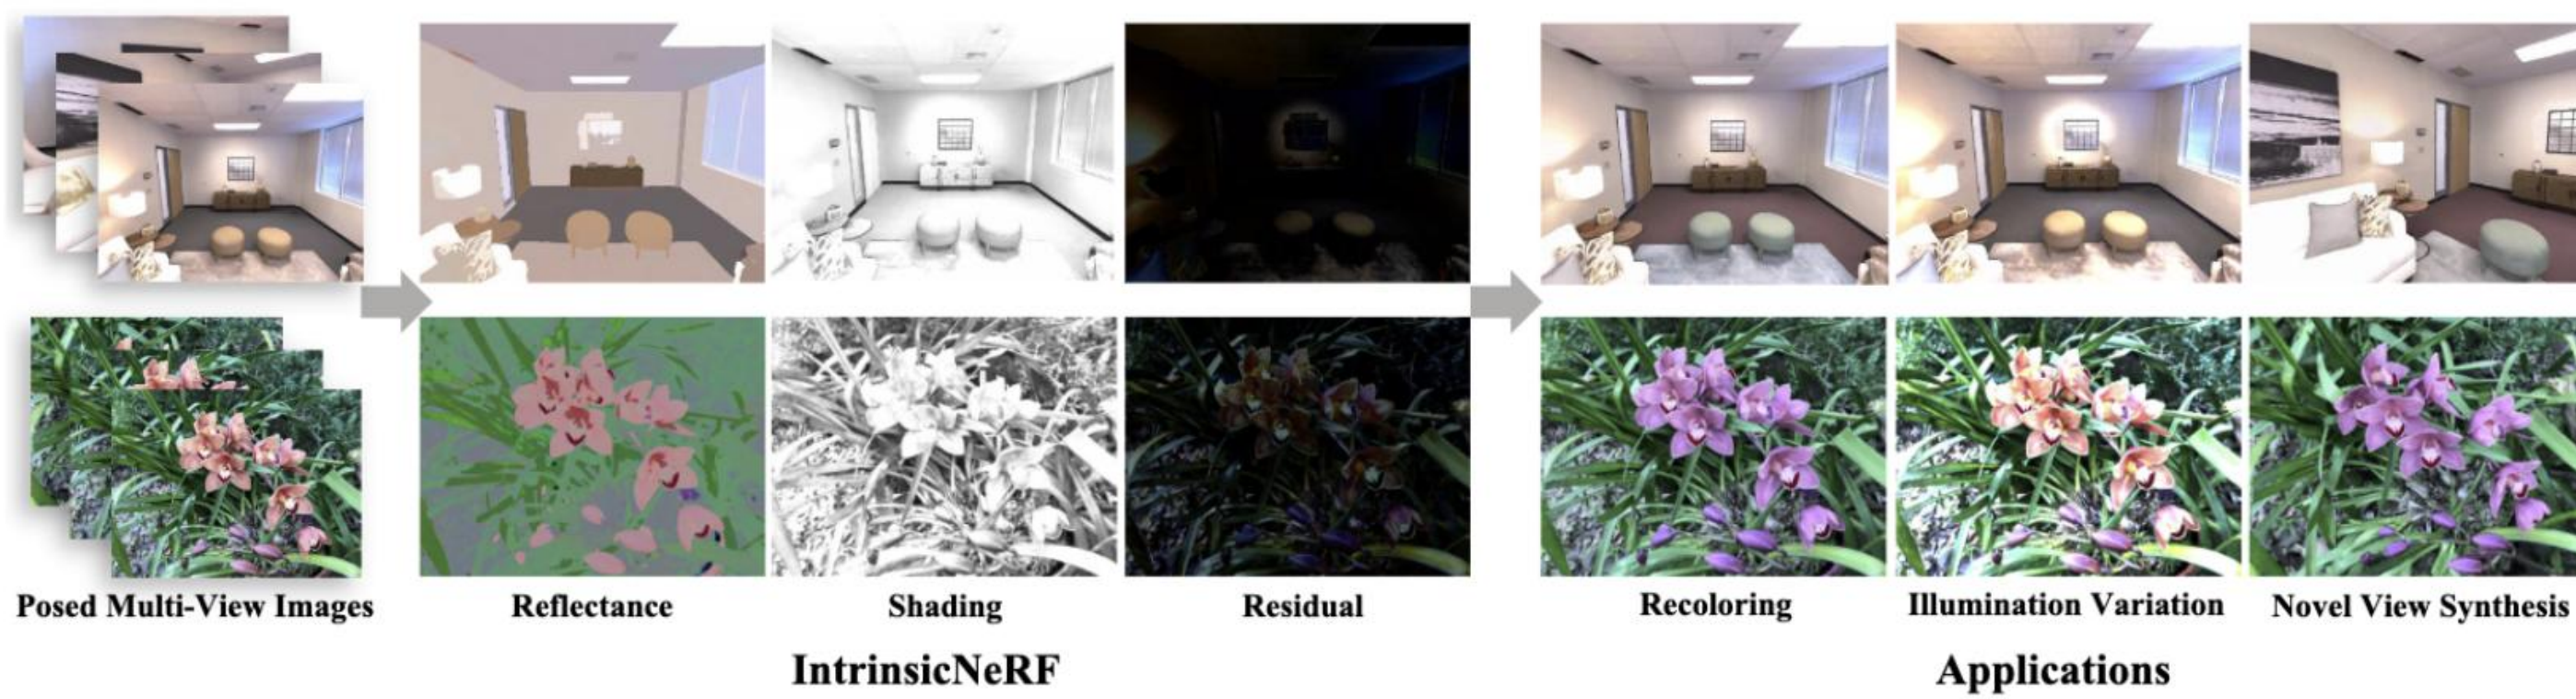 Posed Multi-View Images
Reflectance
Shading
Residual
Recoloring
Illumination Variation
Novel View Synthesis
IntrinsicNeRF
Applications